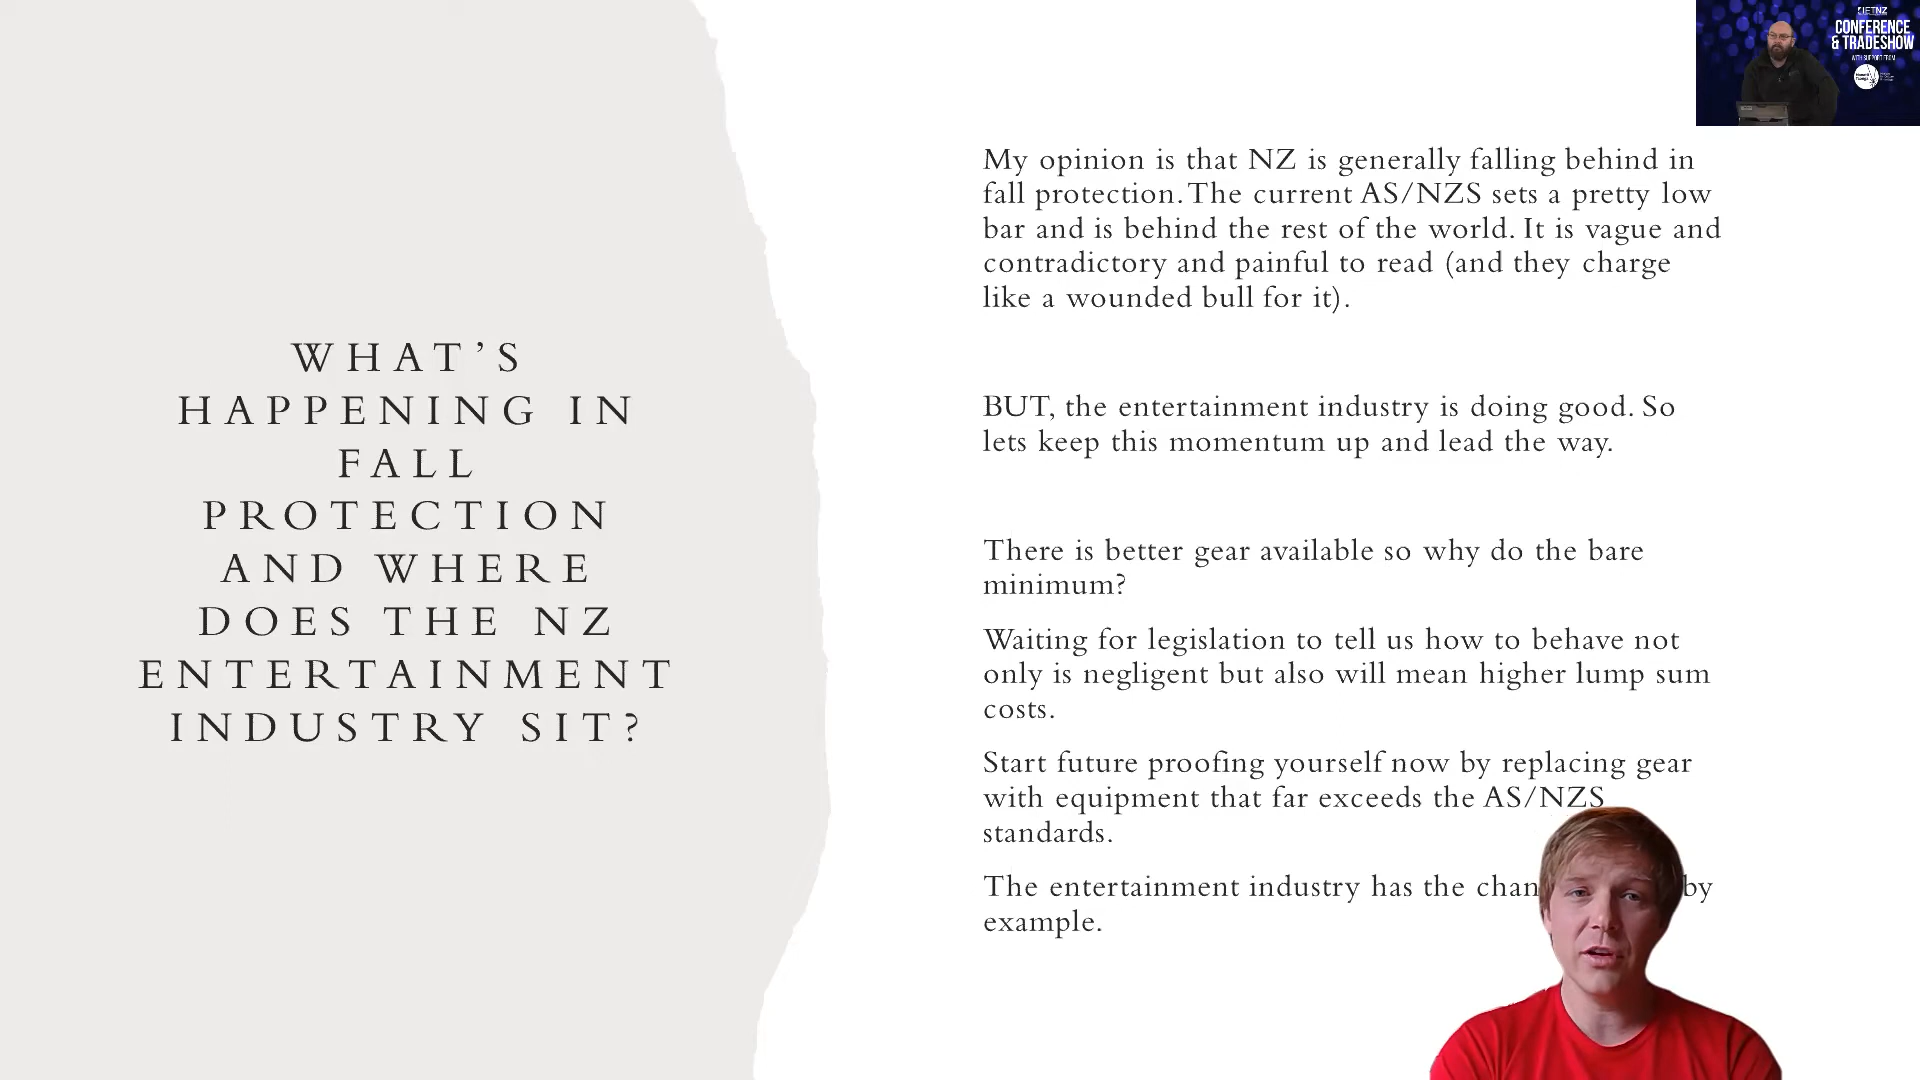 WHAT'S
HAPPENING IN
FALL
PROTECTION
AND WHERE
DOES THE NZ
ENTERTAINMENT
INDUSTRY SIT?
ETNZ
CONFERENCE
& TRADESHOW
WITH SUPPORT FROM
My opinion is that NZ is generally falling behind in
fall protection. The current AS/NZS sets a pretty low
bar and is behind the rest of the world. It is vague and
contradictory and painful to read (and they charge
like a wounded bull for it).
BUT, the entertainment industry is doing good. So
lets keep this momentum up and lead the way.
There is better gear available so why do the bare
minimum?
Waiting for legislation to tell us how to behave not
only is negligent but also will mean higher lump sum
costs.
Start future proofing yourself now by replacing gear
with equipment that far exceeds the AS/NZS
standards.
The entertainment industry has the by
example.